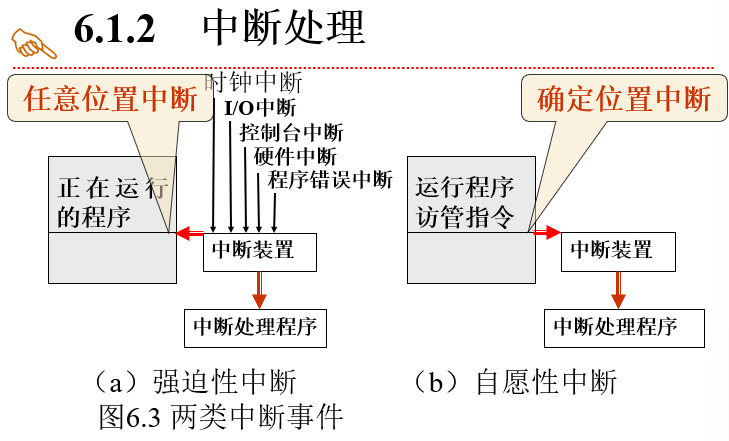 6.1.2 中断处理
任意位置中断
时钟中断
I/O中断
控制台中断
硬件中断
程序错误中断
正在运行
的程序
中断装置
中断处理程序
确定位置中断
运行程序
访管指令
中断装置
中断处理程序
（a）强迫性中断
（b）自愿性中断
图6.3 两类中断事件